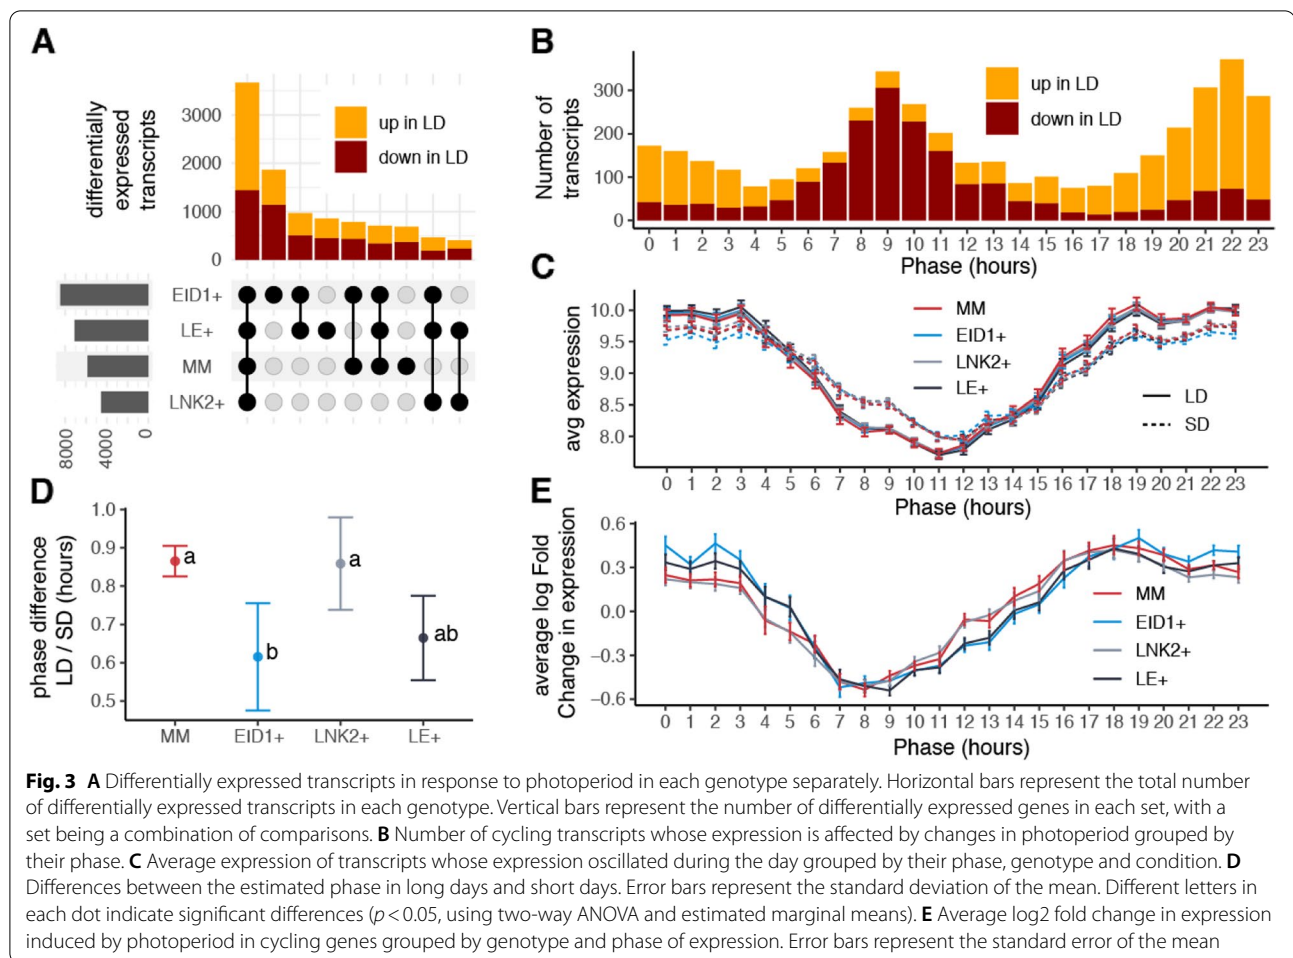 A
differentially
expressed
transcripts
3000
2000
1000
0
up in LD
down in LD
EID1+
LE+
MM
LNK2+
8000
4000
0
B
Number of
transcripts
300
200
100
0
up in LD
down in LD
0 1 2 3 4 5 6 7 8 9 10 11 12 13 14 15 16 17 18 19 20 21 22 23
Phase (hours)
C
avg expression
10.0
9.5
9.0
8.5
8.0
MM
EID1+
LNK2+
LE+
LD
SD
0 1 2 3 4 5 6 7 8 9 10 11 12 13 14 15 16 17 18 19 20 21 22 23
Phase (hours)
D
phase difference
LD / SD (hours)
1.0
0.9
0.8
0.7
0.6
0.5
a
b
a
ab
MM EID1+ LNK2+ LE+
E
average log Fold
Change in expression
0.6
0.3
0.0
−0.3
−0.6
MM
EID1+
LNK2+
LE+
0 1 2 3 4 5 6 7 8 9 10 11 12 13 14 15 16 17 18 19 20 21 22 23
Phase (hours)
Fig. 3 A Differentially expressed transcripts in response to photoperiod in each genotype separately. Horizontal bars represent the total number
of differentially expressed transcripts in each genotype. Vertical bars represent the number of differentially expressed genes in each set, with a
set being a combination of comparisons. B Number of cycling transcripts whose expression is affected by changes in photoperiod grouped by
their phase. C Average expression of transcripts whose expression oscillated during the day grouped by their phase, genotype and condition. D
Differences between the estimated phase in long days and short days. Error bars represent the standard deviation of the mean. Different letters in
each dot indicate significant differences (p < 0.05, using two-way ANOVA and estimated marginal means). E Average log2 fold change in expression
induced by photoperiod in cycling genes grouped by genotype and phase of expression. Error bars represent the standard error of the mean